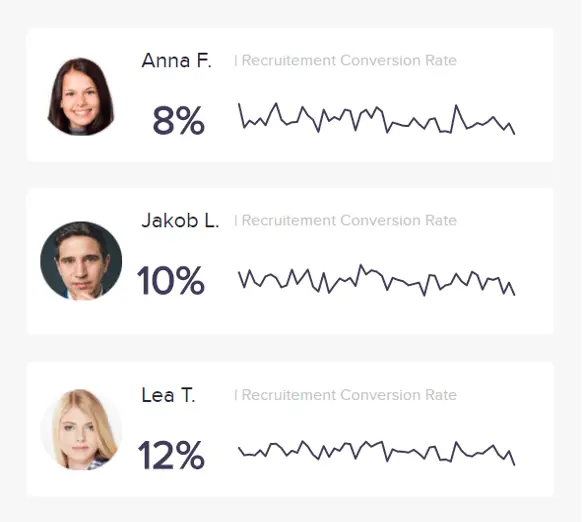 Anna F. | Recruitement Conversion Rate
8%
Jakob L. | Recruitement Conversion Rate
10%
Lea T. | Recruitement Conversion Rate
12%